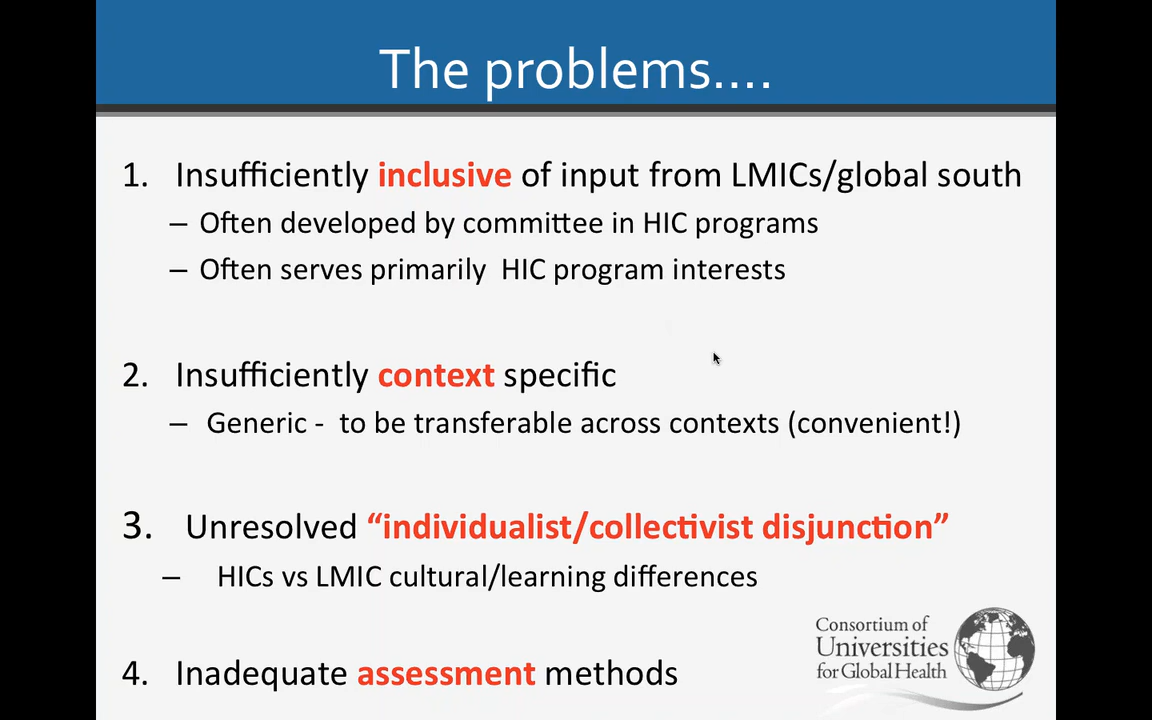 The problems....
1. Insufficiently inclusive of input from LMICs/global south
– Often developed by committee in HIC programs
– Often serves primarily HIC program interests
2. Insufficiently context specific
– Generic - to be transferable across contexts (convenient!)
3. Unresolved “individualist/collectivist disjunction”
– HICs vs LMIC cultural/learning differences
4. Inadequate assessment methods
Consortium of
Universities
for Global Health